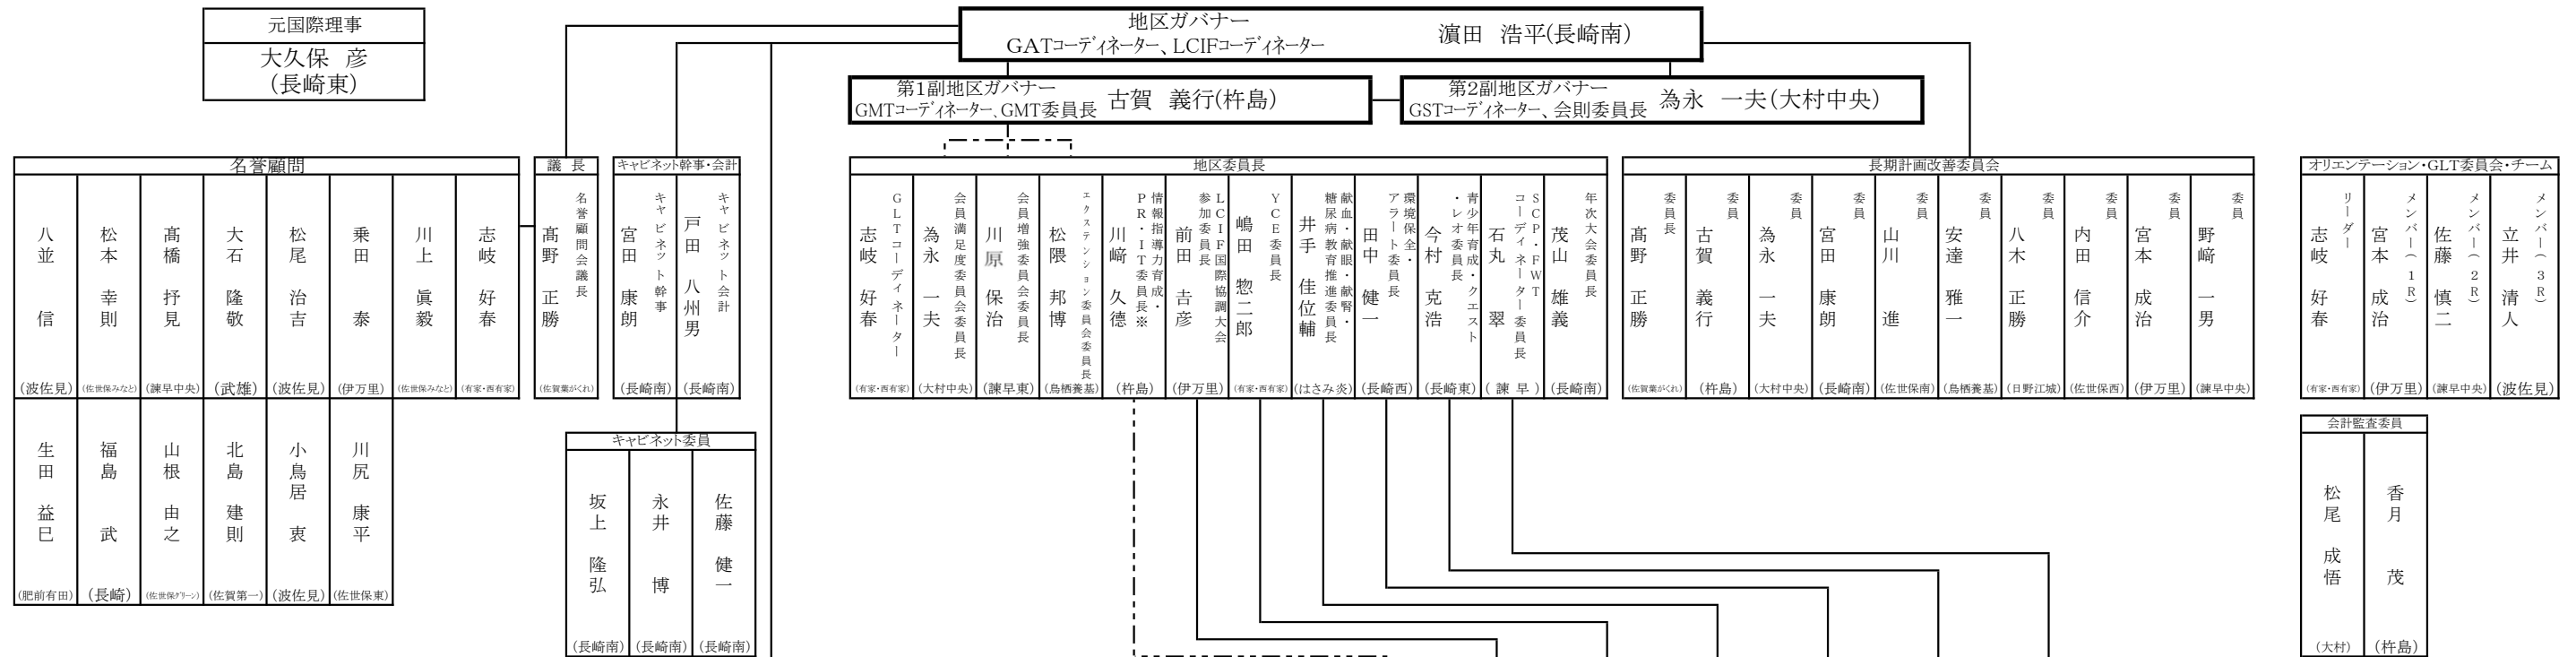 元国際理事
大久保 彦
(長崎東)
地区ガバナー
GATコーディネーター、LCIFコーディネーター
濵田 浩平(長崎南)
第1副地区ガバナー
GMTコーディネーター、GMT委員長
古賀 義行(杵島)
第2副地区ガバナー
GSTコーディネーター、会則委員長
為永 一夫(大村中央)
名誉顧問
八並 信
(波佐見)
松本 幸則
(佐世保みなと)
髙橋 抒見
(諫早中央)
大石 隆敬
(武雄)
松尾 治吉
(波佐見)
乗田 泰
(伊万里)
川上 眞毅
(佐世保みなと)
志岐 好春
(有家・西有家)
生田 益巳
(肥前有田)
福島 武
(長崎)
山根 由之
(佐世保グリーン)
北島 建則
(佐賀第一)
小鳥居 衷
(波佐見)
川尻 康平
(佐世保東)
議 長
名誉顧問会議長
髙野 正勝
(佐賀葉がくれ)
キャビネット幹事・会計
キャビネット幹事
宮田 康朗
(長崎南)
キャビネット会計
戸田 八州男
(長崎南)
キャビネット委員
坂上 隆弘
(長崎南)
永井 博
(長崎南)
佐藤 健一
(長崎南)
地区委員長
GLTコーディネーター
志岐 好春
(有家・西有家)
会員満足度委員会委員長
為永 一夫
(大村中央)
会員増強委員会委員長
川原 保治
(諫早東)
エクステンション委員会委員長
松隈 邦博
(鳥栖養基)
情報指導力育成・
PR・IT委員長※
川﨑 久徳
(杵島)
LCIF国際協調大会
参加委員長
前田 𠮷彦
(伊万里)
YCE委員長
嶋田 惣二郎
(有家・西有家)
献血・献眼・献腎・
糖尿病教育推進委員長
井手 佳位輔
(はさみ炎)
環境保全・
アラート委員長
田中 健一
(長崎西)
青少年育成・クエスト
・レオ委員長
今村 克浩
(長崎東)
SCP・FWT
コーディネーター委員長
石丸 翠
(諫 早)
年次大会委員長
茂山 雄義
(長崎南)
長期計画改善委員会
委員長
髙野 正勝
(佐賀葉がくれ)
委員
古賀 義行
(杵島)
委員
為永 一夫
(大村中央)
委員
宮田 康朗
(長崎南)
委員
山川 進
(佐世保南)
委員
安達 雅一
(鳥栖養基)
委員
八木 正勝
(日野江城)
委員
内田 信介
(佐世保西)
委員
宮本 成治
(伊万里)
委員
野﨑 一男
(諫早中央)
オリエンテーション・GLT委員会・チーム
リーダー
志岐 好春
(有家・西有家)
メンバー(1R)
宮本 成治
(伊万里)
メンバー(2R)
佐藤 慎二
(諫早中央)
メンバー(3R)
立井 清人
(波佐見)
会計監査委員
松尾 成悟
(大村)
香月 茂
(杵島)